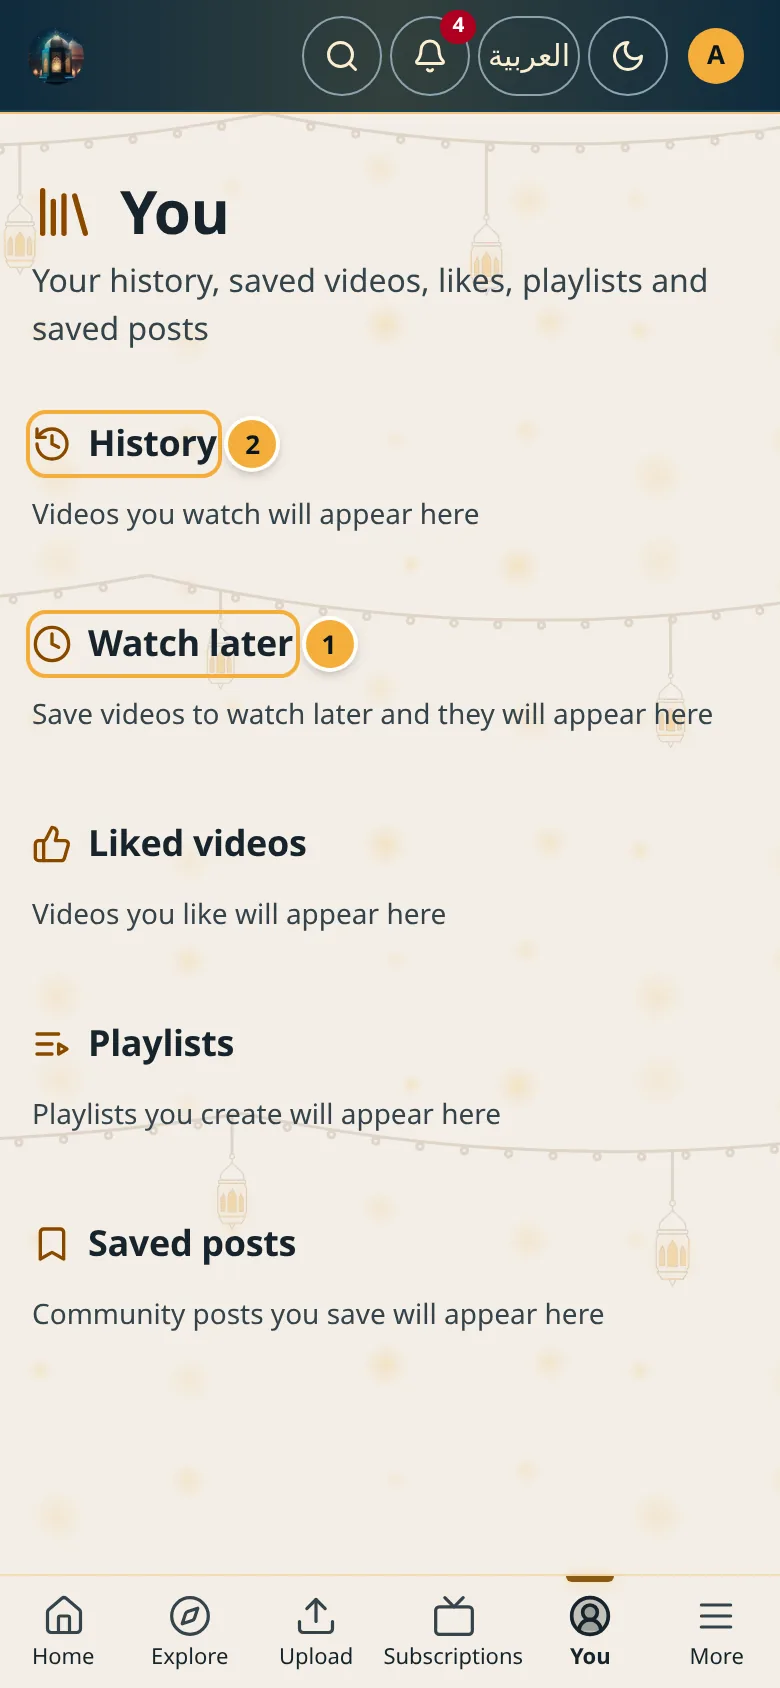 4
العربية
A
You
Your history, saved videos, likes, playlists and
saved posts
History
2
Videos you watch will appear here
Watch later
1
Save videos to watch later and they will appear here
Liked videos
Videos you like will appear here
Playlists
Playlists you create will appear here
Saved posts
Community posts you save will appear here
Home
Explore
Upload
Subscriptions
You
More